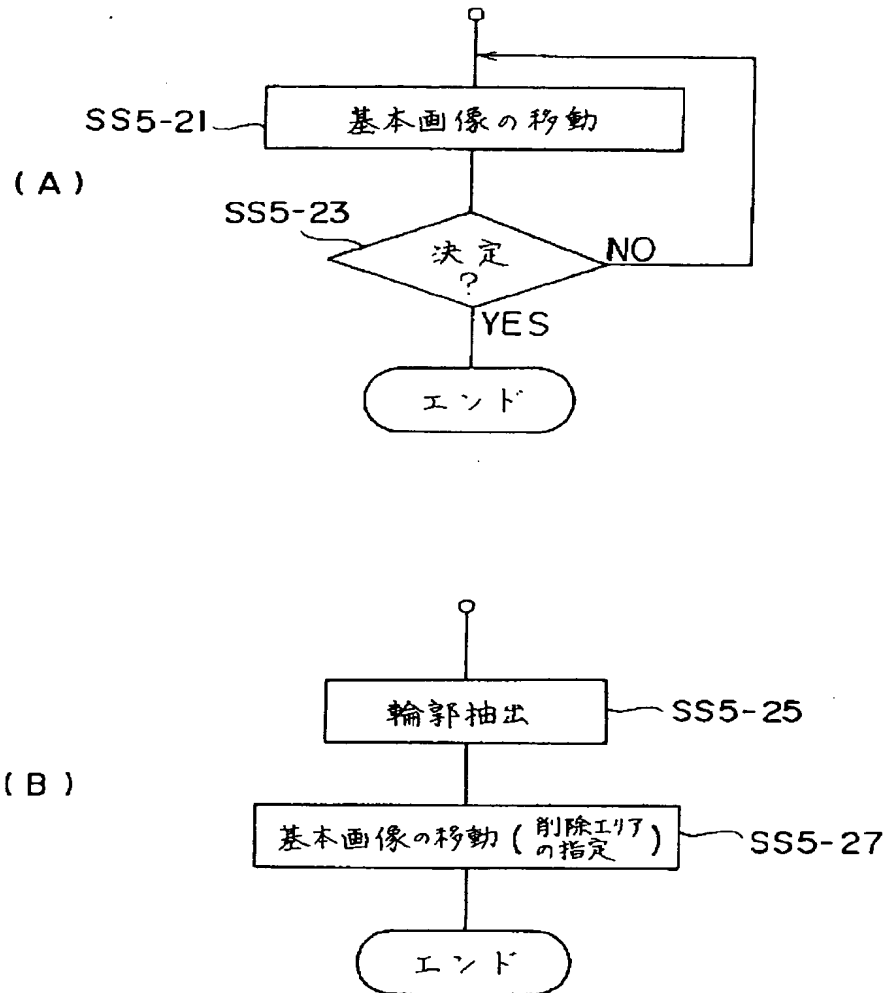 SS5-21
基本画像の移動
(A)
SS5-23
決定
?
NO
YES
エンド
輪郭抽出
SS5-25
(B)
基本画像の移動(削除エリア
の指定)
SS5-27
エンド